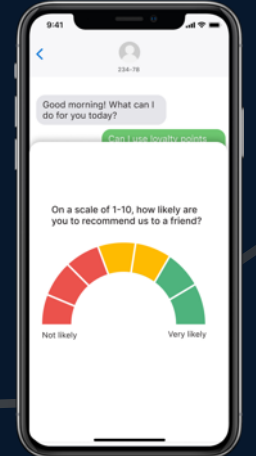 9:41
234-78
Good morning! What can I
do for you today?
Can I use loyalty points
On a scale of 1-10, how likely are
you to recommend us to a friend?
Not likely
Very likely